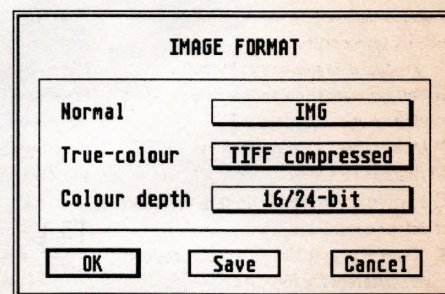 IMAGE FORMAT
Normal IMG
True-colour TIFF compressed
Colour depth 16/24-bit
OK Save Cancel